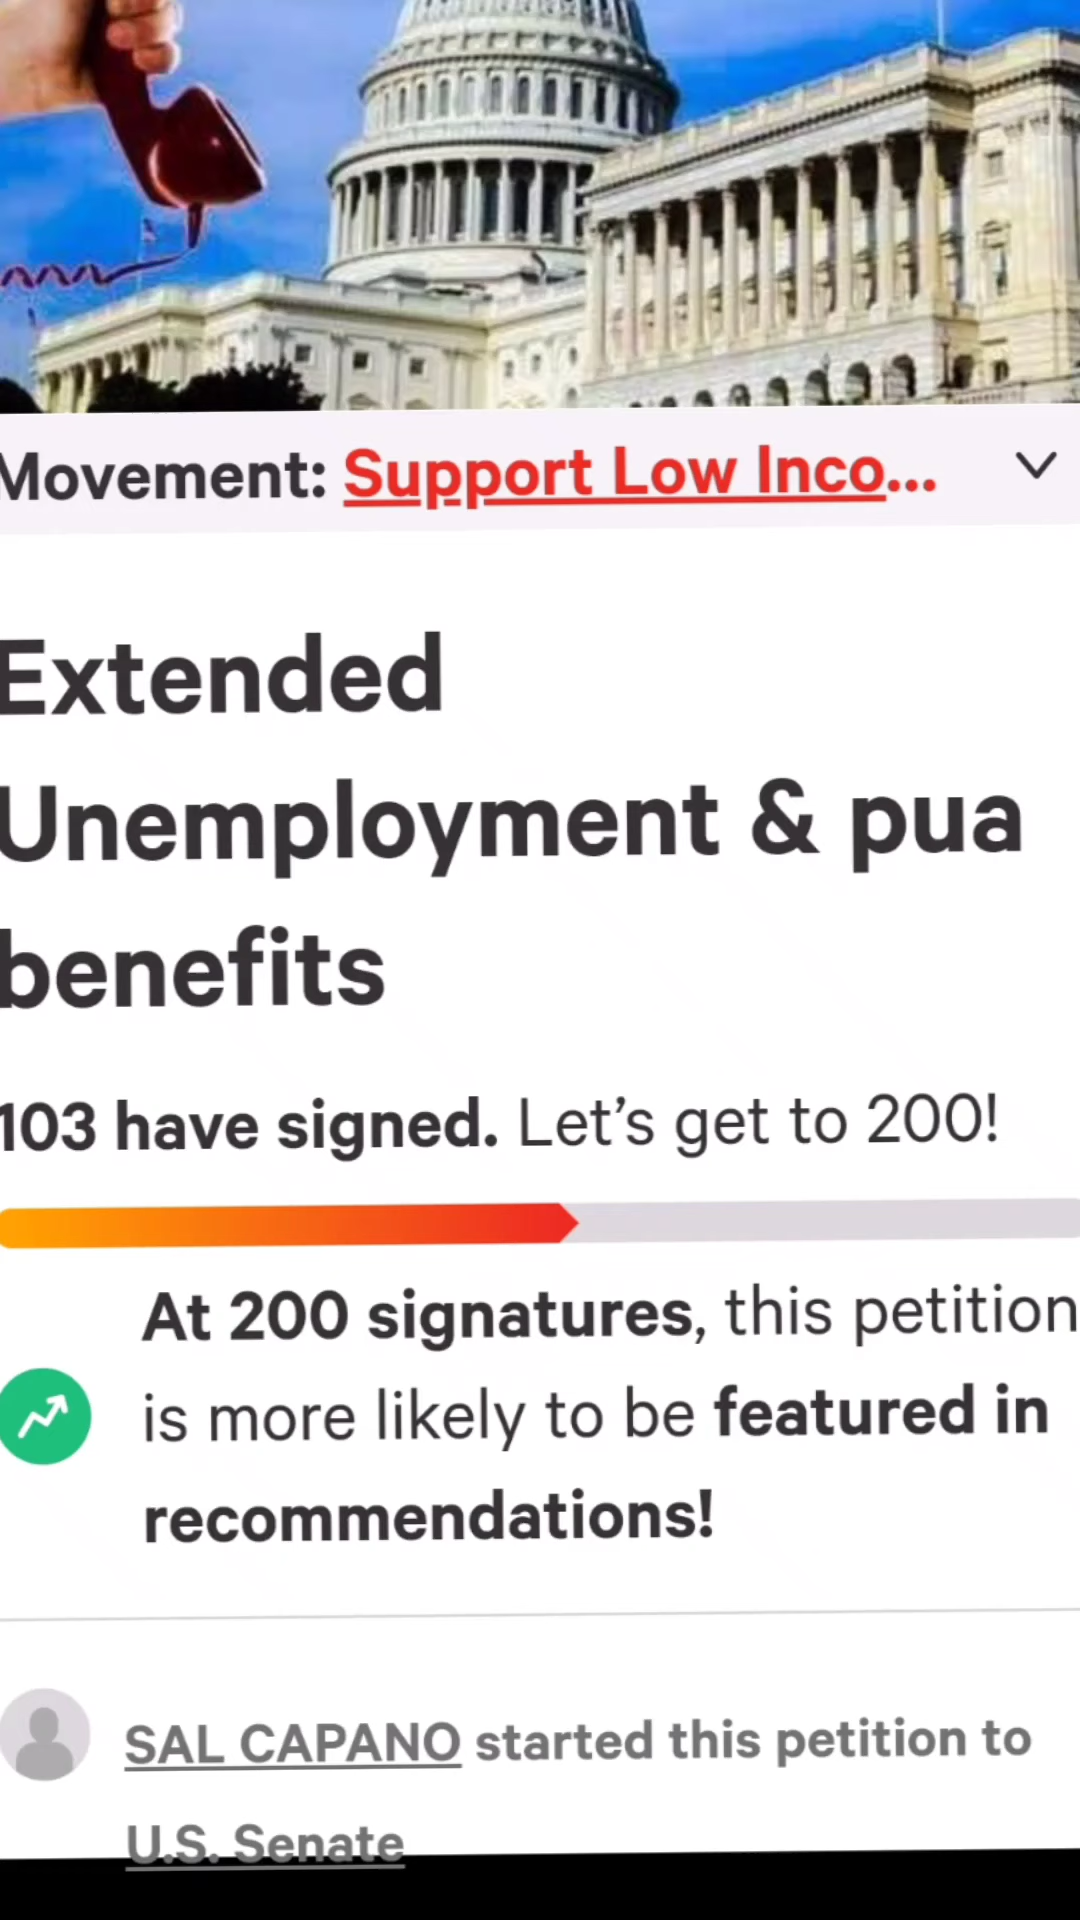 Movement: Support Low Inco...
Extended
Unemployment & pua
benefits
103 have signed. Let's get to 200!
At 200 signatures, this petition
is more likely to be featured in
recommendations!
SAL CAPANO started this petition to
U.S. Senate